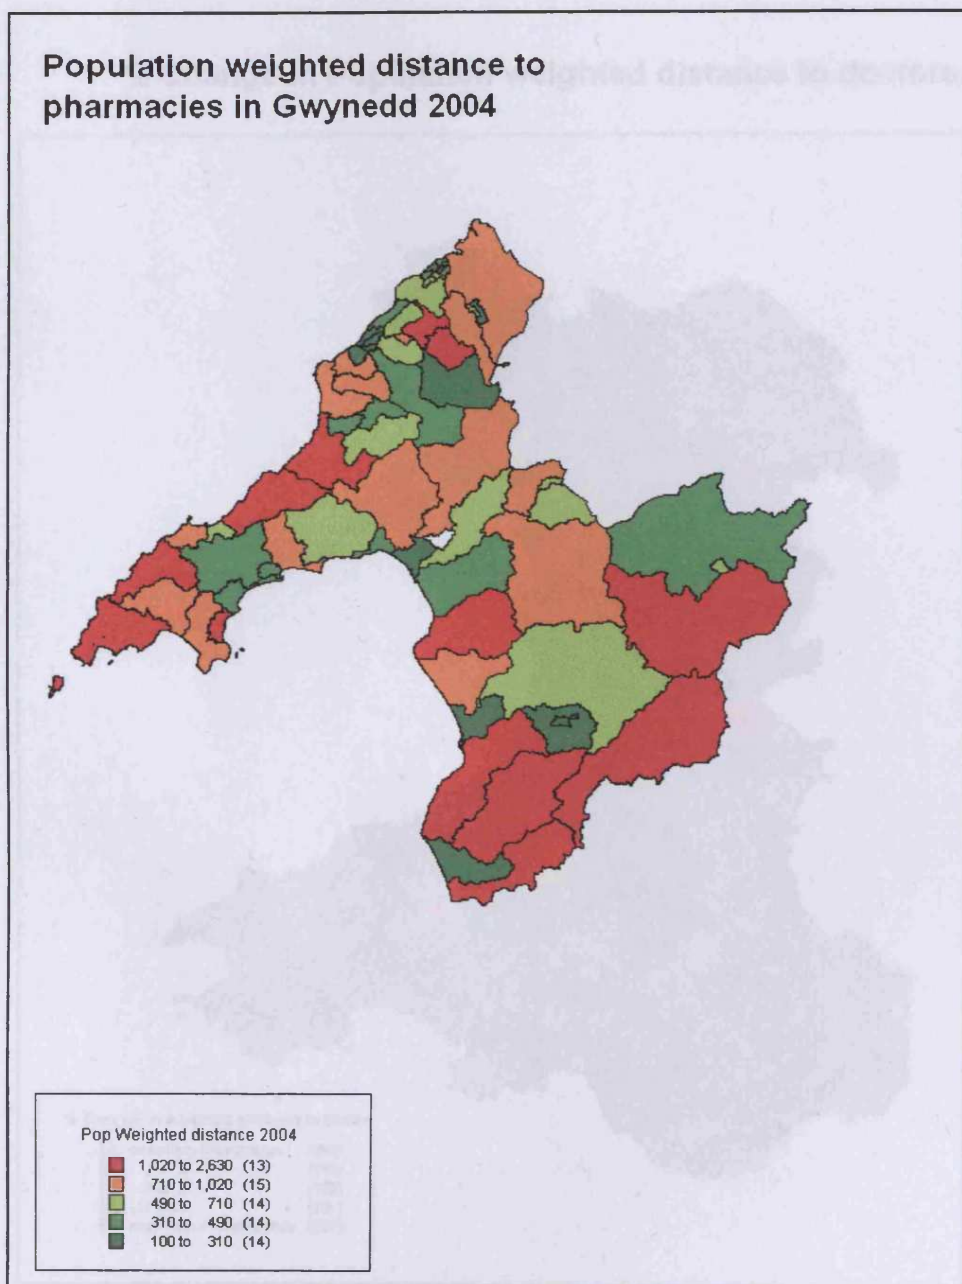 Population weighted distance to
pharmacies in Gwynedd 2004
Pop Weighted distance 2004
1,020 to 2,630 (13)
710 to 1,020 (15)
490 to 710 (14)
310 to 490 (14)
100 to 310 (14)